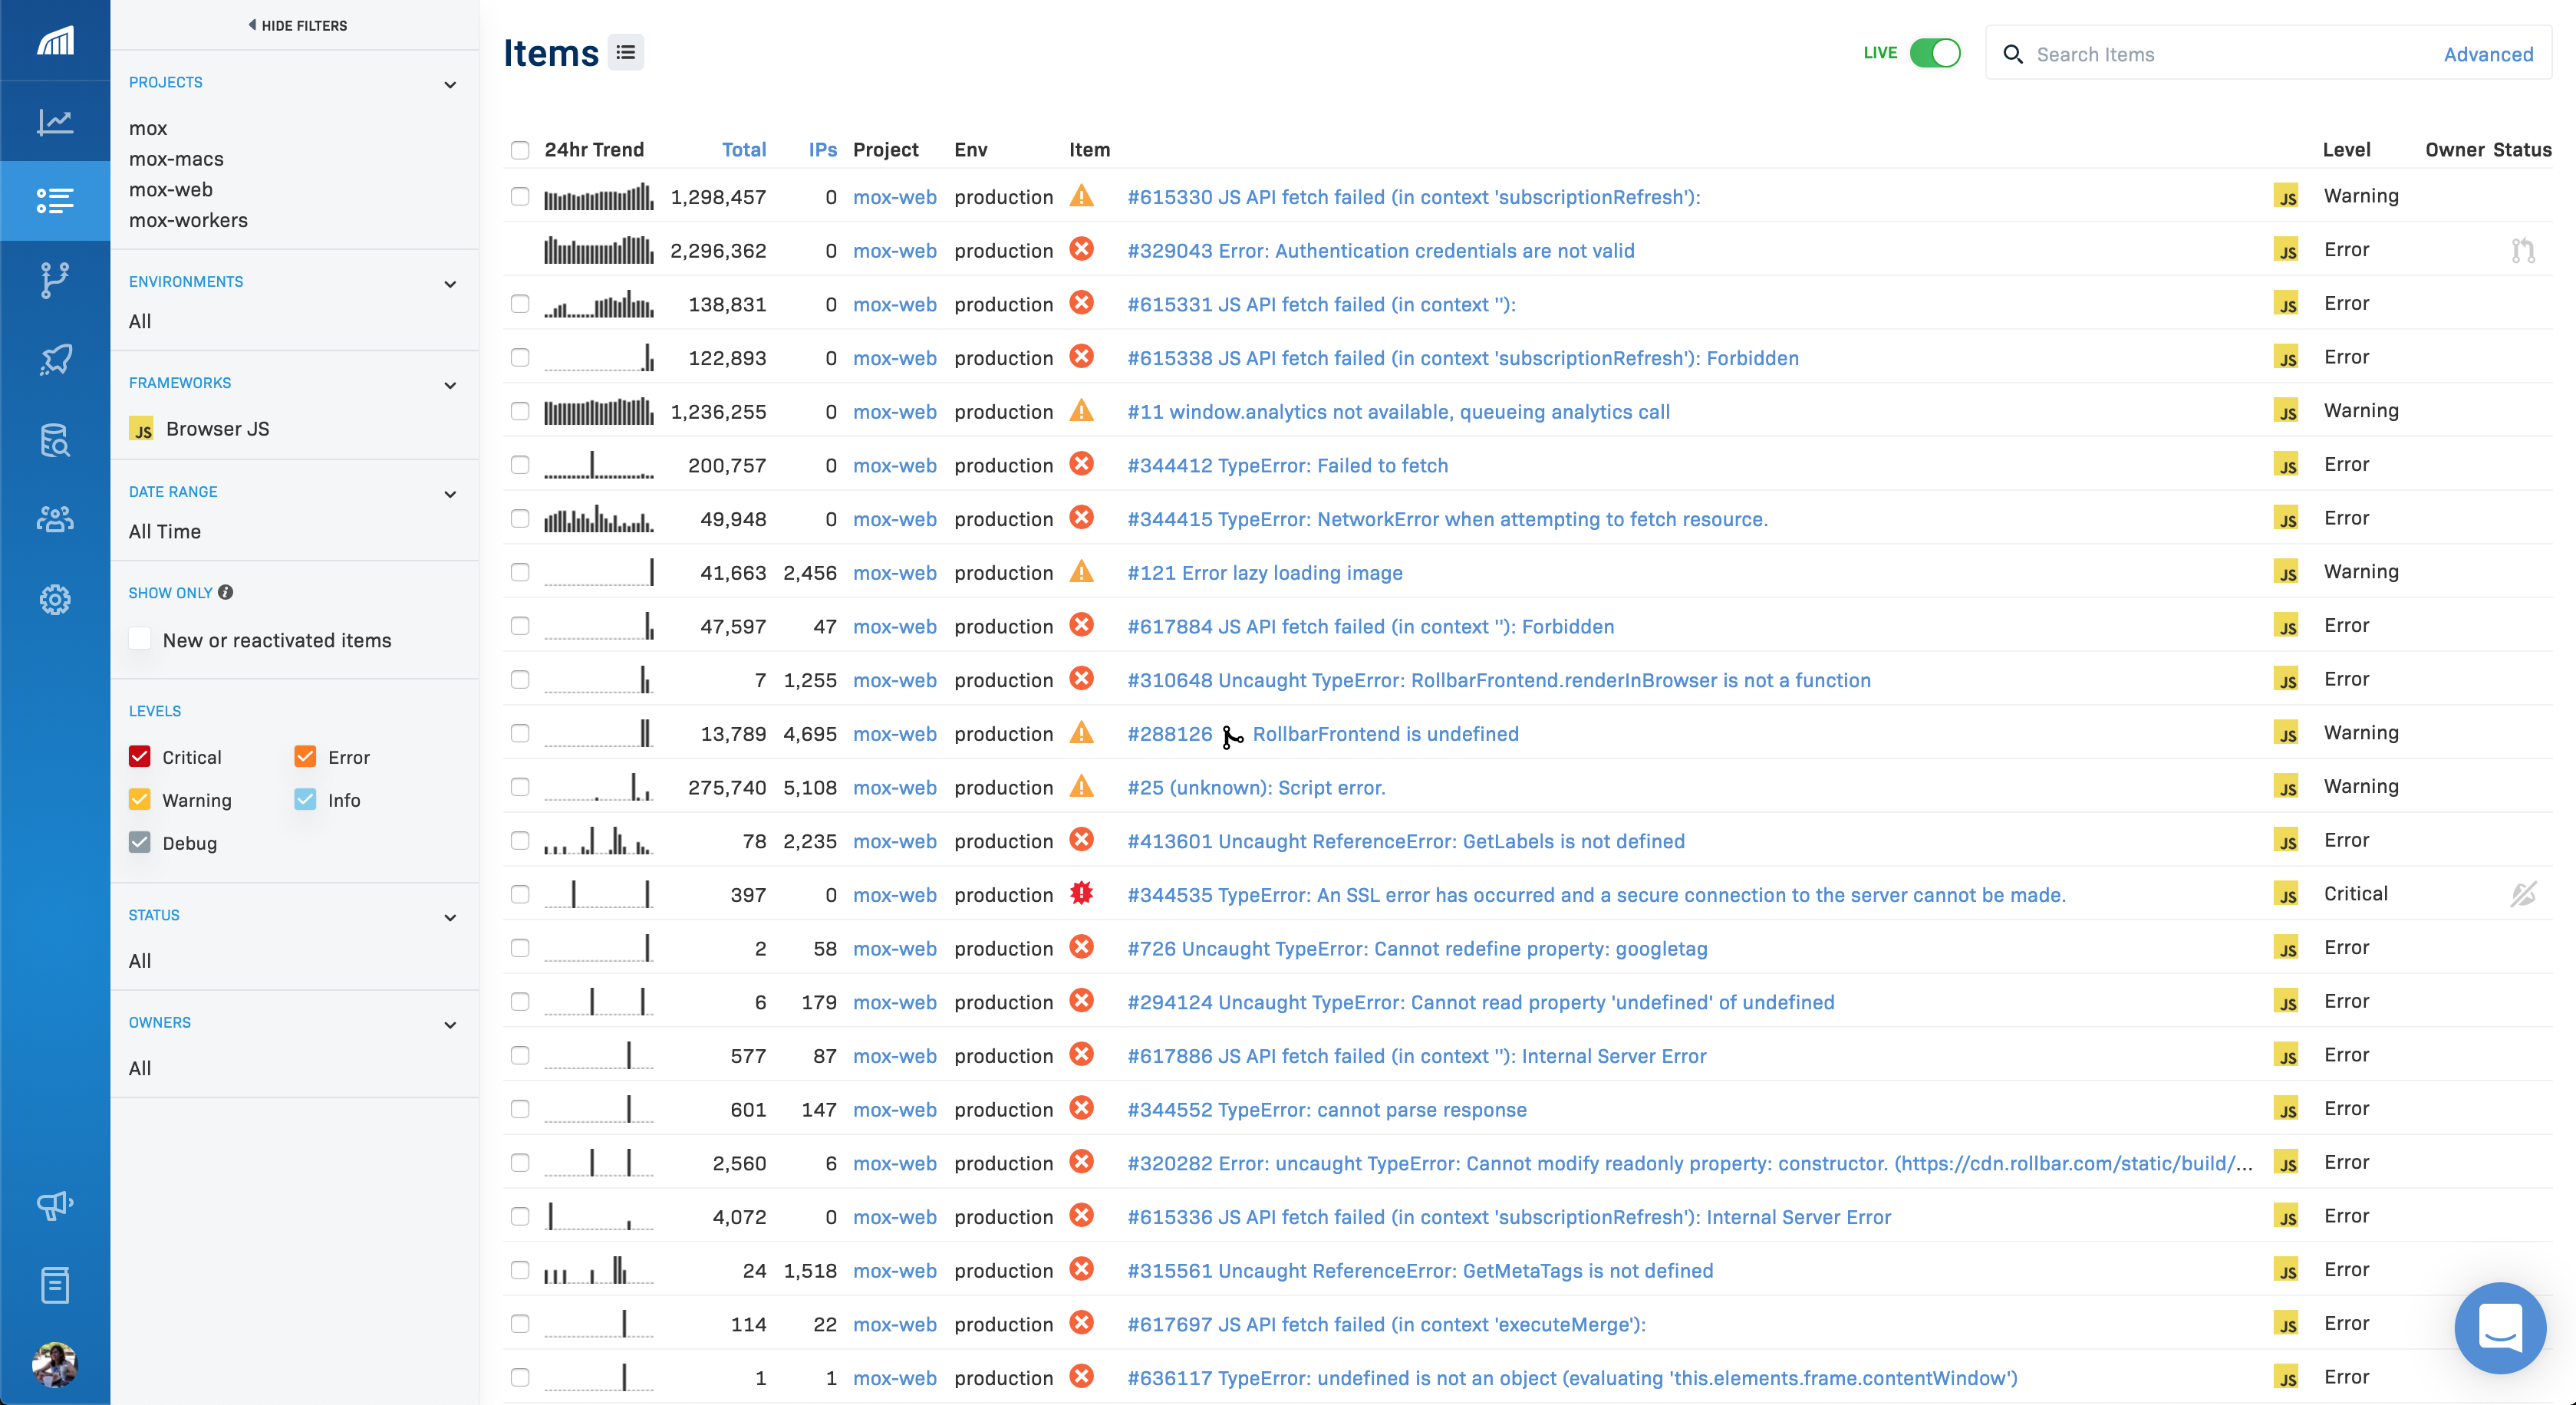 HIDE FILTERS
PROJECTS
mox
mox-macs
mox-web
mox-workers
ENVIRONMENTS
All
FRAMEWORKS
JS Browser JS
DATE RANGE
All Time
SHOW ONLY
New or reactivated items
LEVELS
Critical Error
Warning Info
Debug
STATUS
All
OWNERS
All
Items
LIVE
Search Items Advanced
24hr Trend Total IPs Project Env Item Level Owner Status
1,298,457 0 mox-web production #615330 JS API fetch failed (in context 'subscriptionRefresh'): JS Warning
2,296,362 0 mox-web production #329043 Error: Authentication credentials are not valid JS Error
138,831 0 mox-web production #615331 JS API fetch failed (in context ''): JS Error
122,893 0 mox-web production #615338 JS API fetch failed (in context 'subscriptionRefresh'): Forbidden JS Error
1,236,255 0 mox-web production #11 window.analytics not available, queueing analytics call JS Warning
200,757 0 mox-web production #344412 TypeError: Failed to fetch JS Error
49,948 0 mox-web production #344415 TypeError: NetworkError when attempting to fetch resource. JS Error
41,663 2,456 mox-web production #121 Error lazy loading image JS Warning
47,597 47 mox-web production #617884 JS API fetch failed (in context ''): Forbidden JS Error
7 1,255 mox-web production #310648 Uncaught TypeError: RollbarFrontend.renderInBrowser is not a function JS Error
13,789 4,695 mox-web production #288126 RollbarFrontend is undefined JS Warning
275,740 5,108 mox-web production #25 (unknown): Script error. JS Warning
78 2,235 mox-web production #413601 Uncaught ReferenceError: GetLabels is not defined JS Error
397 0 mox-web production #344535 TypeError: An SSL error has occurred and a secure connection to the server cannot be made. JS Critical
2 58 mox-web production #726 Uncaught TypeError: Cannot redefine property: googletag JS Error
6 179 mox-web production #294124 Uncaught TypeError: Cannot read property 'undefined' of undefined JS Error
577 87 mox-web production #617886 JS API fetch failed (in context ''): Internal Server Error JS Error
601 147 mox-web production #344552 TypeError: cannot parse response JS Error
2,560 6 mox-web production #320282 Error: uncaught TypeError: Cannot modify readonly property: constructor. (https://cdn.rollbar.com/static/build/... JS Error
4,072 0 mox-web production #615336 JS API fetch failed (in context 'subscriptionRefresh'): Internal Server Error JS Error
24 1,518 mox-web production #315561 Uncaught ReferenceError: GetMetaTags is not defined JS Error
114 22 mox-web production #617697 JS API fetch failed (in context 'executeMerge'): JS Error
1 1 mox-web production #636117 TypeError: undefined is not an object (evaluating 'this.elements.frame.contentWindow') JS Error